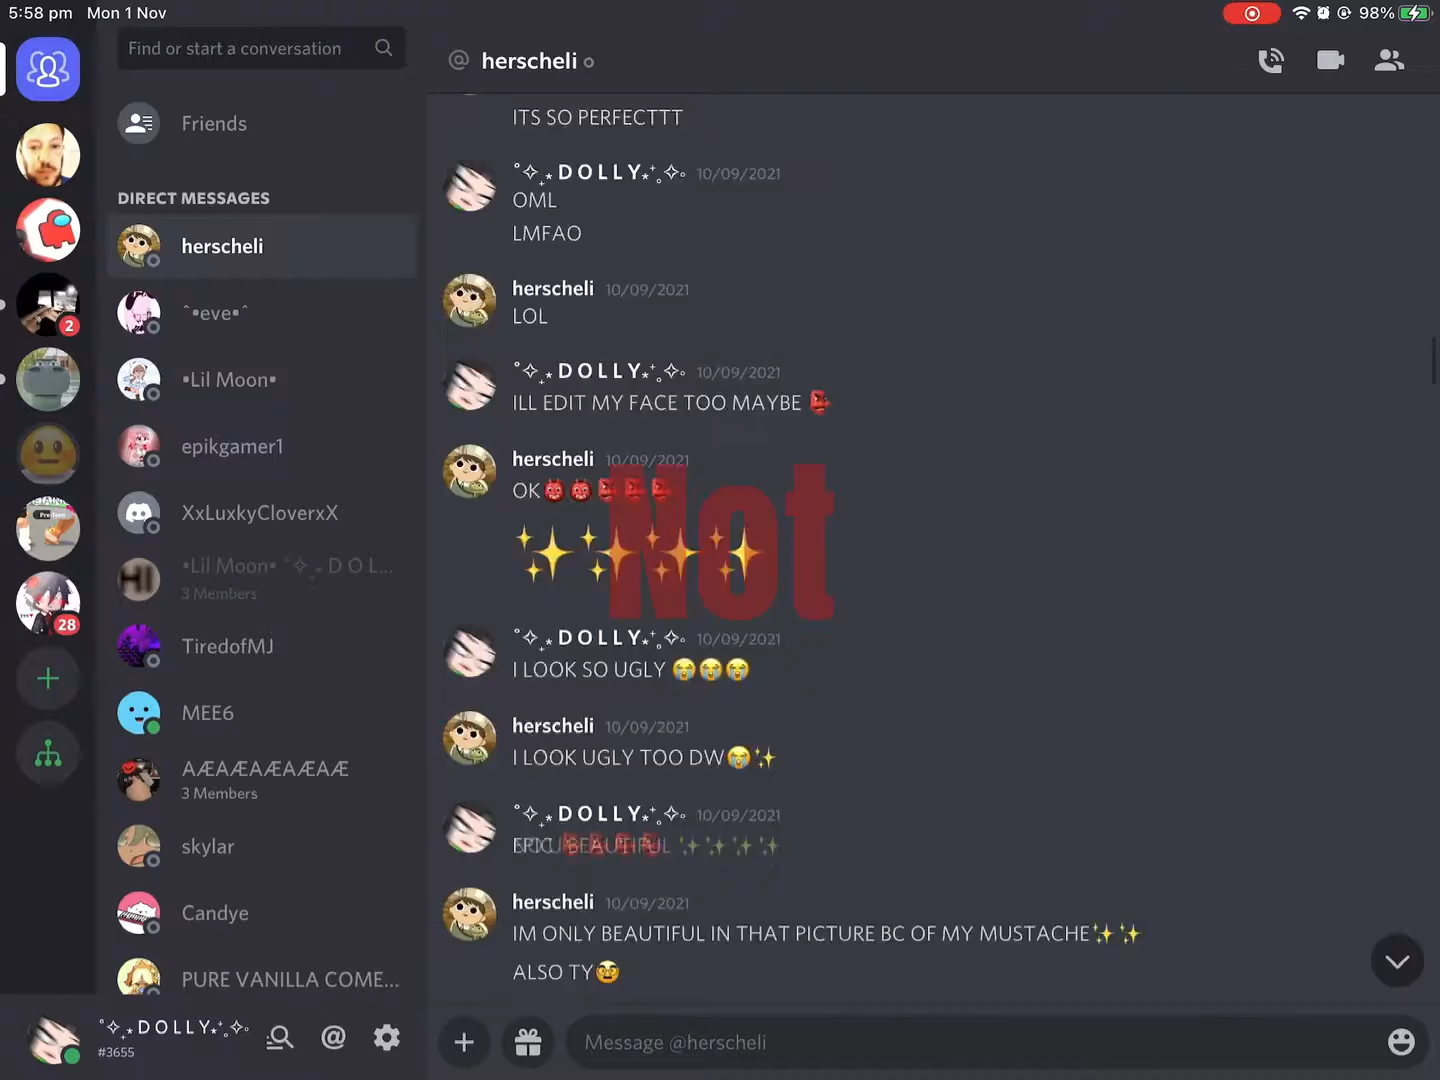 5:58 pm Mon 1 Nov
98%
Find or start a conversation
@ herscheli
Friends
DIRECT MESSAGES
herscheli
^•eve•^
•Lil Moon•
epikgamer1
XxLuxkyCloverxX
•Lil Moon• ˚✧₊⁎ D O L...
3 Members
TiredofMJ
MEE6
AÆAÆAÆAÆAÆ
3 Members
skylar
Candye
PURE VANILLA COME...
˚✧₊⁎ D O L L Y ⁎⁺˳✧༚
#3655
2
HI
28
ITS SO PERFECTTT
˚✧₊⁎ D O L L Y ⁎⁺˳✧༚ 10/09/2021
OML
LMFAO
herscheli 10/09/2021
LOL
˚✧₊⁎ D O L L Y ⁎⁺˳✧༚ 10/09/2021
ILL EDIT MY FACE TOO MAYBE 👺
herscheli 10/09/2021
OK👹👹👺👺👺
✨✨✨✨
Not
˚✧₊⁎ D O L L Y ⁎⁺˳✧༚ 10/09/2021
I LOOK SO UGLY 😭😭😭
herscheli 10/09/2021
I LOOK UGLY TOO DW😭✨
˚✧₊⁎ D O L L Y ⁎⁺˳✧༚ 10/09/2021
BEAUTIFUL ✨✨✨✨
herscheli 10/09/2021
IM ONLY BEAUTIFUL IN THAT PICTURE BC OF MY MUSTACHE✨✨
ALSO TY🥸
Message @herscheli